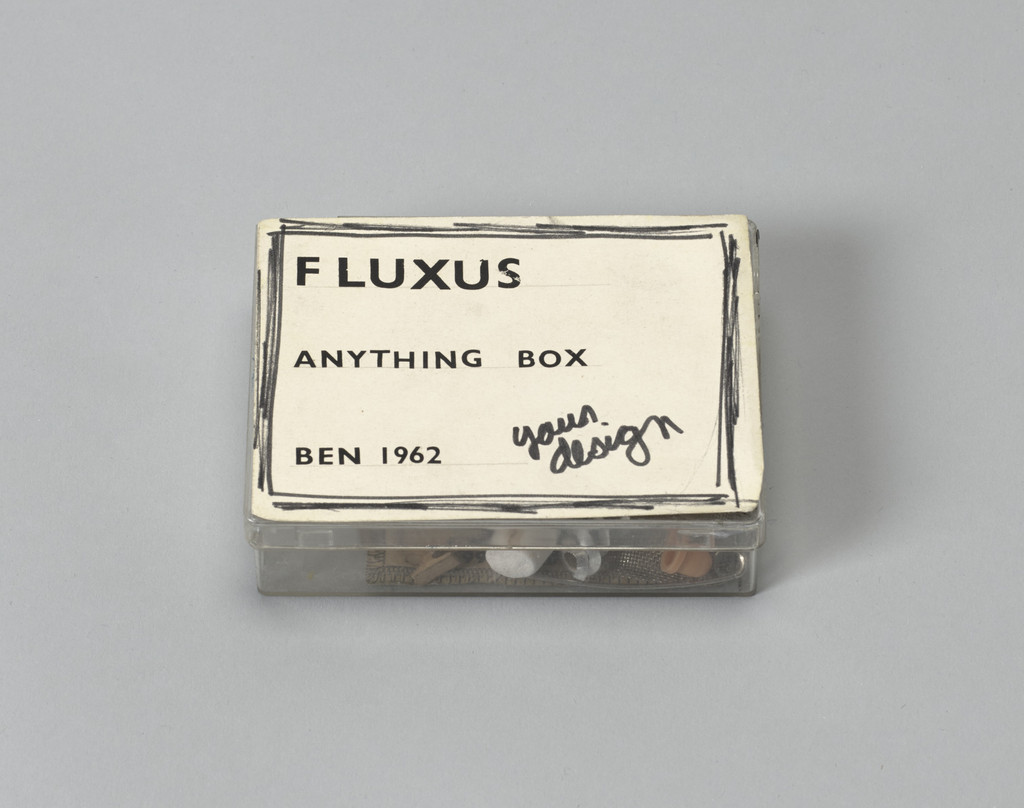 FLUXUS
ANYTHING BOX
BEN 1962
your
design